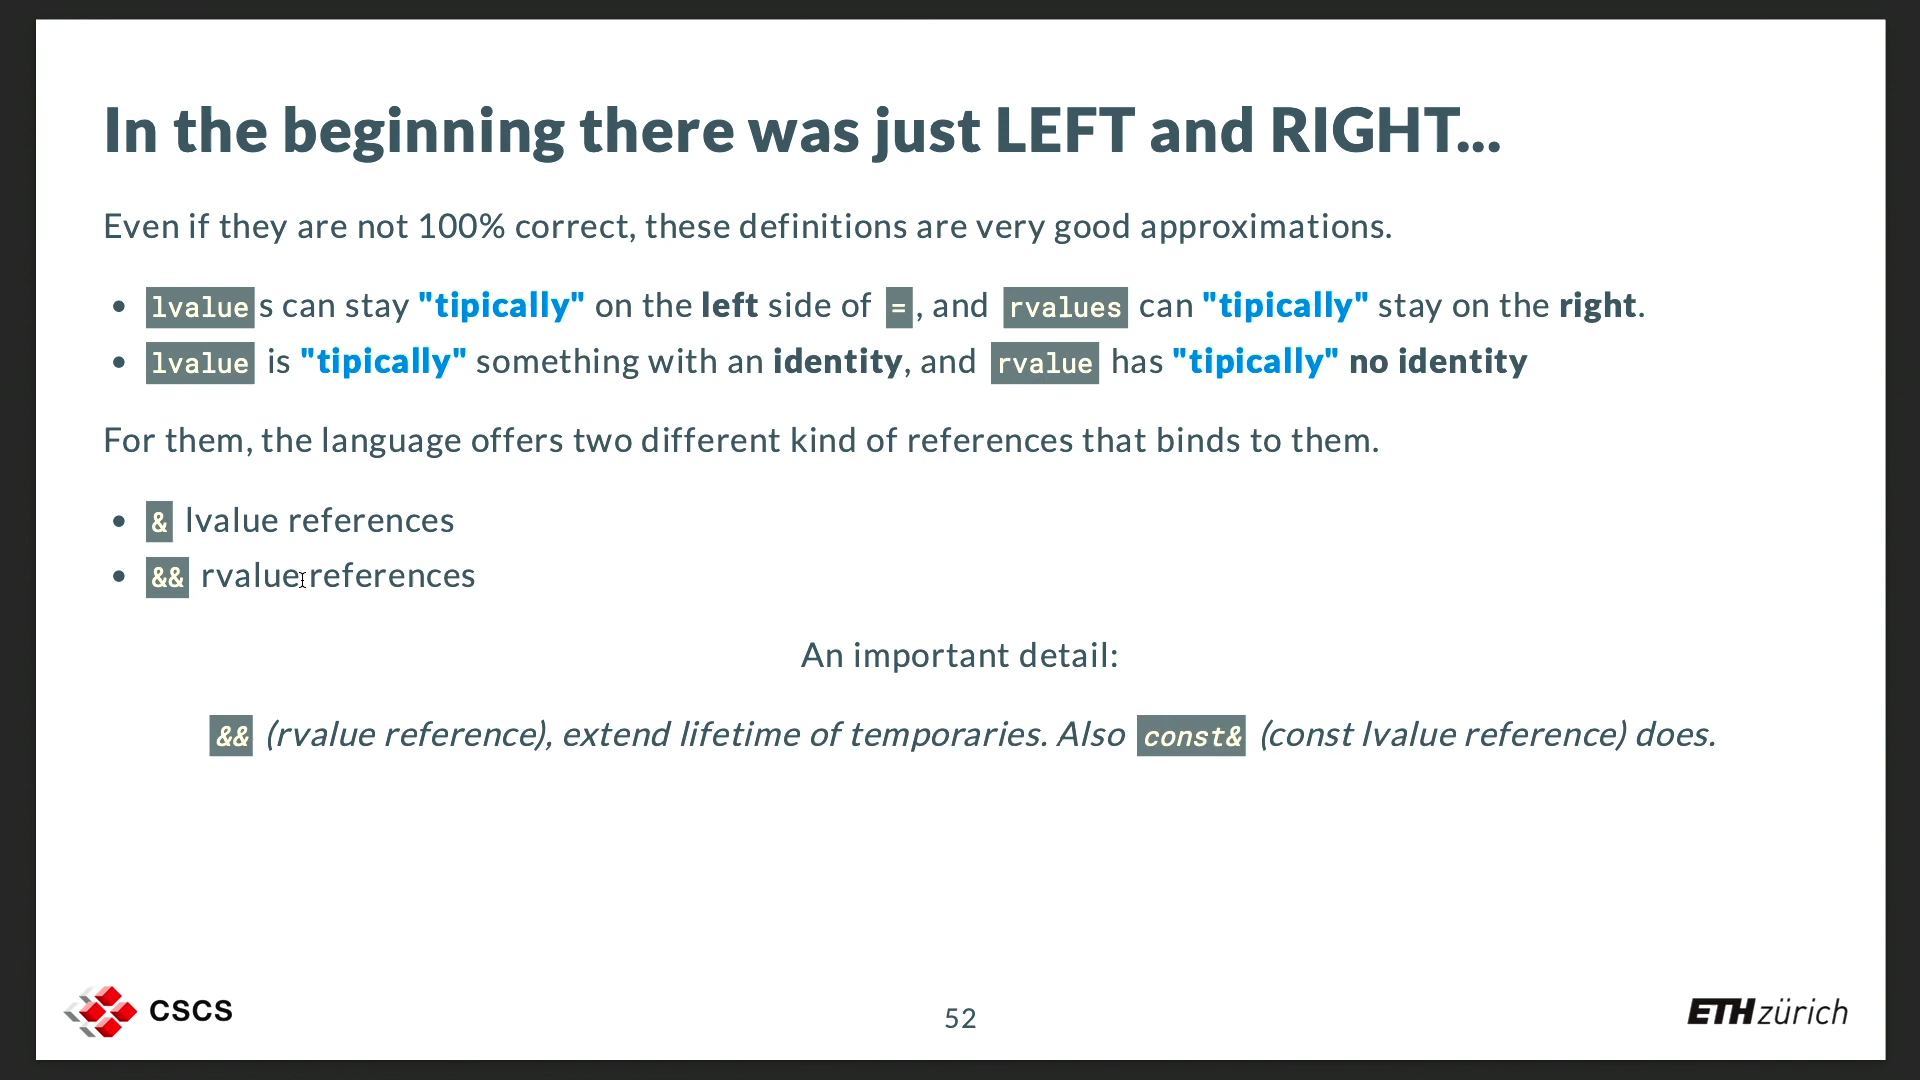 In the beginning there was just LEFT and RIGHT...
Even if they are not 100% correct, these definitions are very good approximations.
• lvalues can stay "tipically" on the left side of =, and rvalues can "tipically" stay on the right.
• lvalue is "tipically" something with an identity, and rvalue has "tipically" no identity
For them, the language offers two different kind of references that binds to them.
• & lvalue references
• && rvalue references
An important detail:
&& (rvalue reference), extend lifetime of temporaries. Also const& (const lvalue reference) does.
CSCS
52
ETH zürich